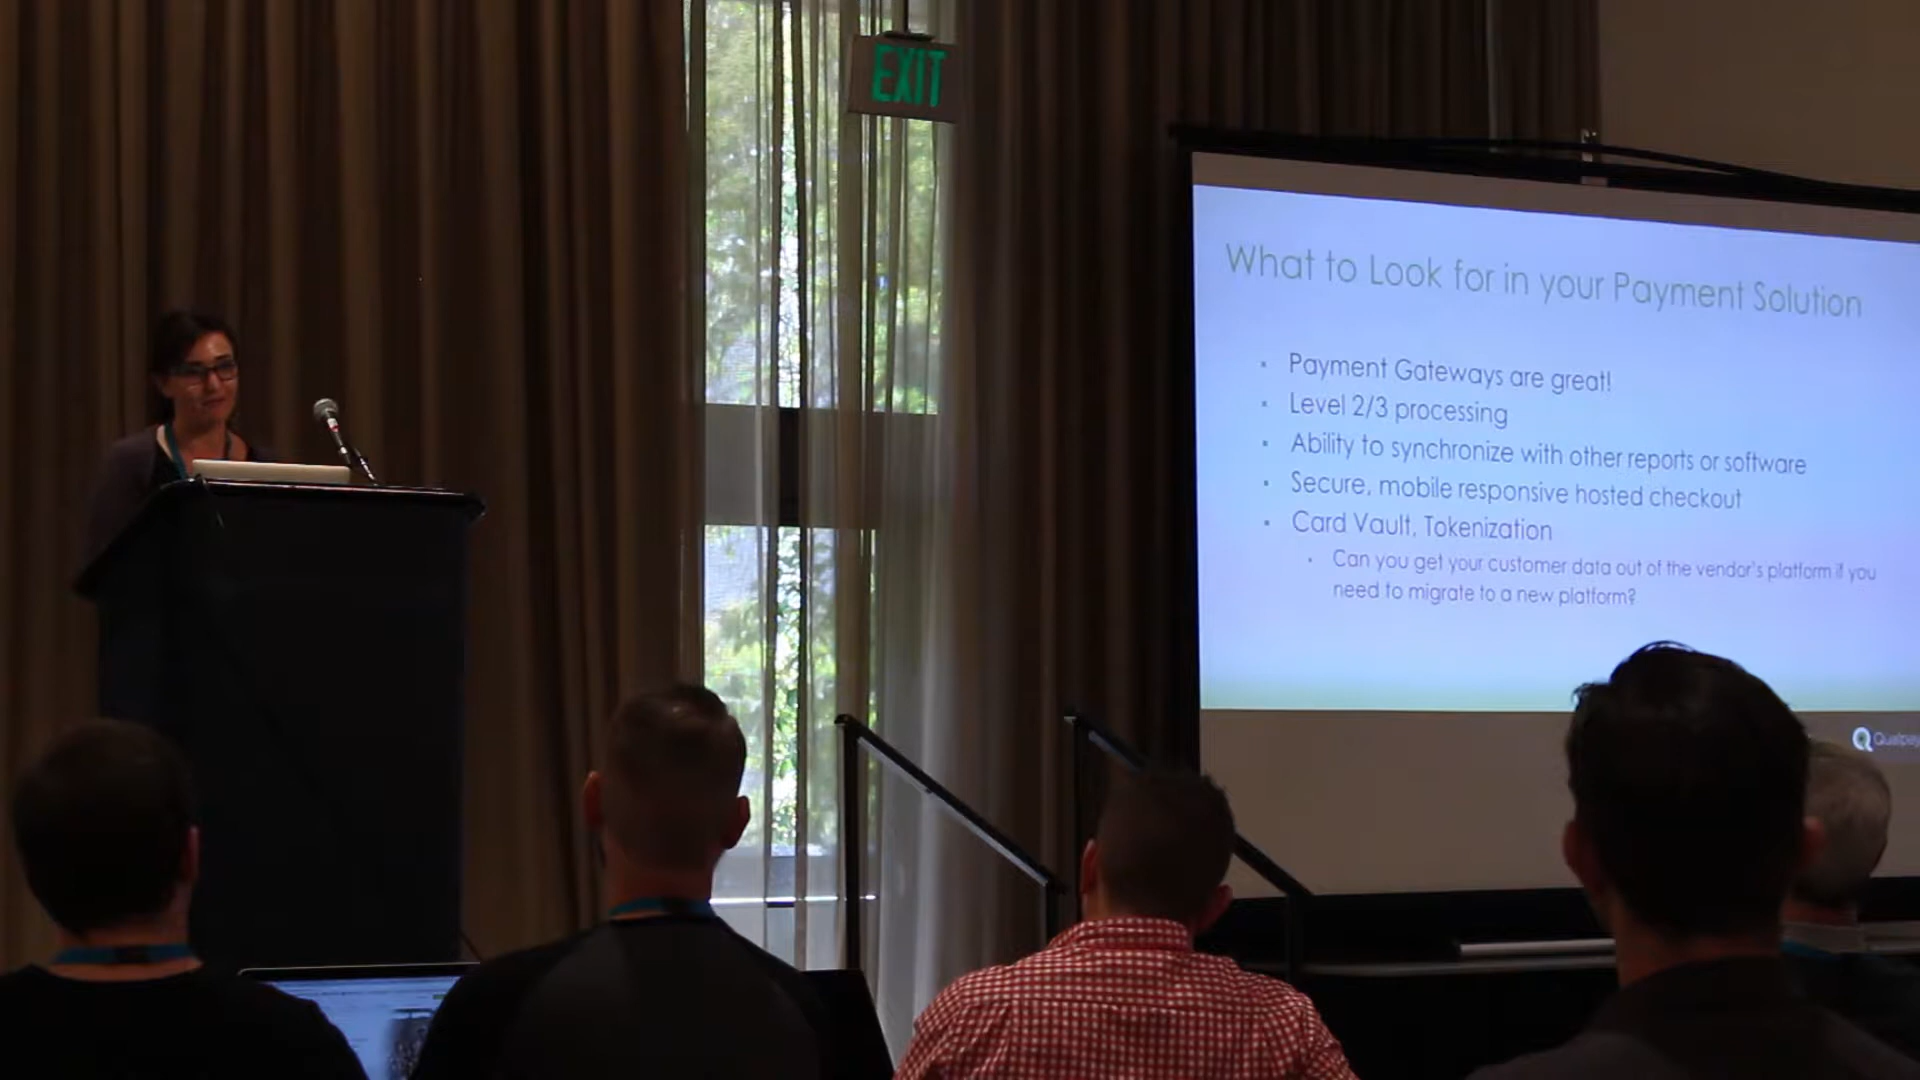 EXIT
What to Look for in your Payment Solution
Payment Gateways are great!
Level 2/3 processing
Ability to synchronize with other reports or software
Secure, mobile responsive hosted checkout
Card Vault, Tokenization
Can you get your customer data out of the vendor's platform if you
need to migrate to a new platform?
Qualpay